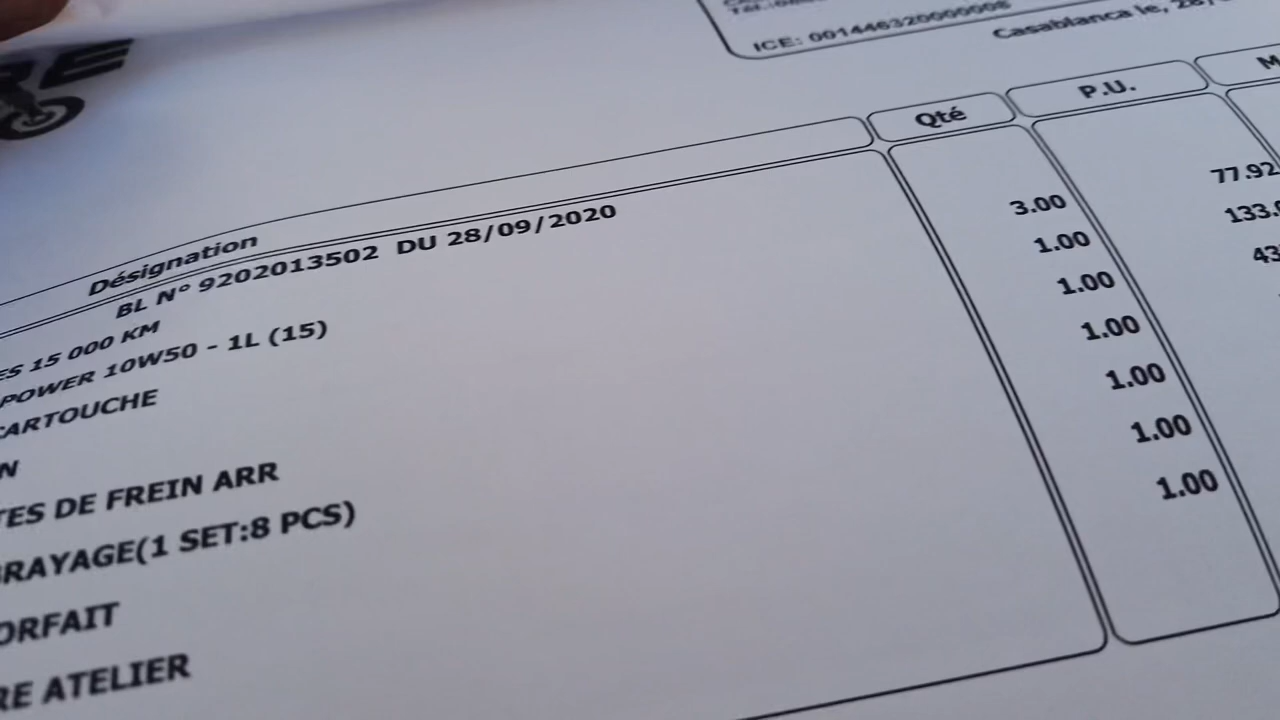 RE
ICE: 001446320000008
Casablanca le, 28/
Désignation Qté P.U. M
BL N° 9202013502 DU 28/09/2020
ES 15 000 KM
POWER 10W50 - 1L (15) 3.00 77.92
CARTOUCHE 1.00 133.
N 1.00 43
TES DE FREIN ARR 1.00
BRAYAGE(1 SET:8 PCS) 1.00
ORFAIT 1.00
RE ATELIER 1.00